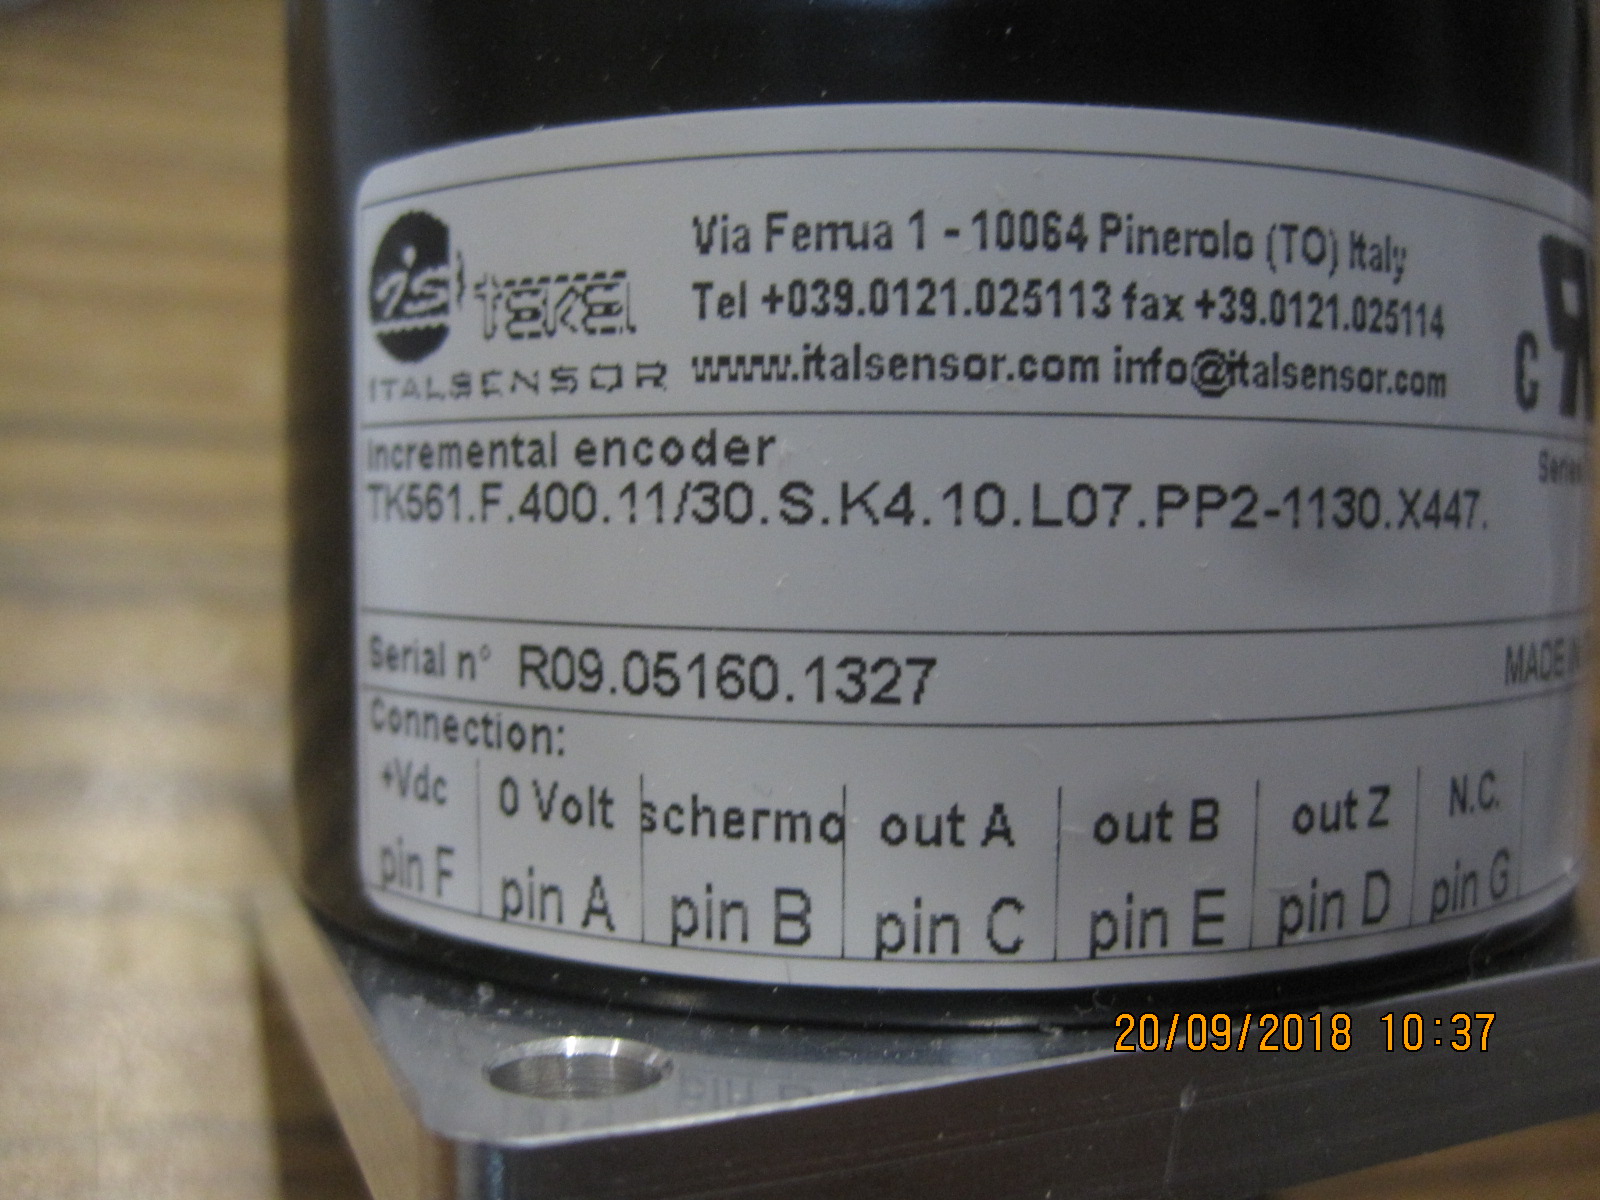 is tekel
ITALSENSOR
Via Ferrua 1 - 10064 Pinerolo (TO) Italy
Tel +039.0121.025113 fax +39.0121.025114
www.italsensor.com info@italsensor.com
C
Incremental encoder
TK561.F.400.11/30.S.K4.10.L07.PP2-1130.X447.
Serial n° R09.05160.1327
MADE IN
Connection:
+Vdc 0 Volt schermo out A out B out Z N.C.
pin F pin A pin B pin C pin E pin D pin G
20/09/2018 10:37